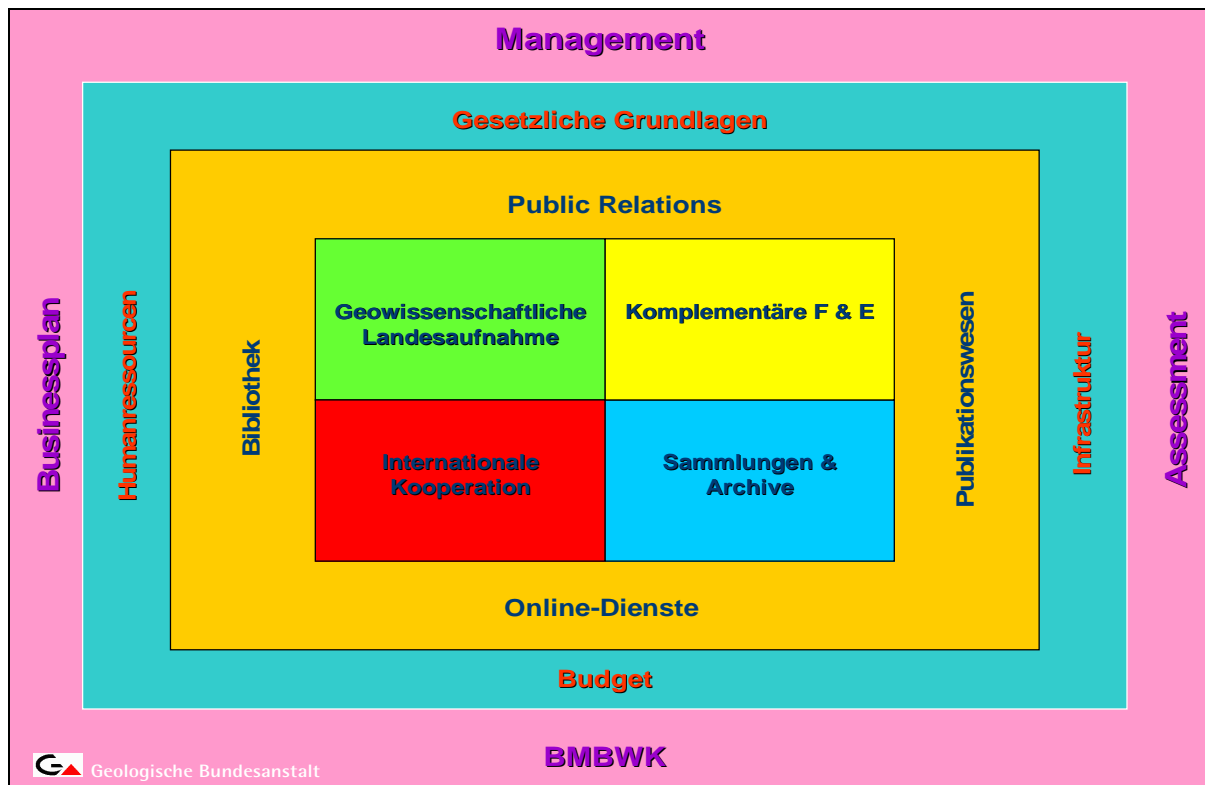 Management
Gesetzliche Grundlagen
Public Relations
Businessplan
Humanressourcen
Bibliothek
Geowissenschaftliche
Landesaufnahme
Komplementäre F & E
Internationale
Kooperation
Sammlungen &
Archive
Publikationswesen
Infrastruktur
Assessment
Online-Dienste
Budget
BMBWK
GA Geologische Bundesanstalt